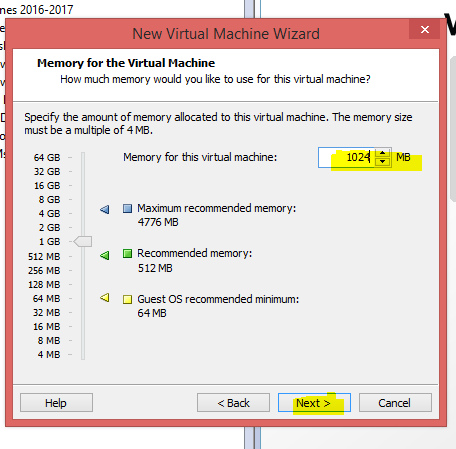 nes 2016-2017
New Virtual Machine Wizard
Memory for the Virtual Machine
How much memory would you like to use for this virtual machine?
Specify the amount of memory allocated to this virtual machine. The memory size
must be a multiple of 4 MB.
64 GB
Memory for this virtual machine: 1024 MB
32 GB
16 GB
8 GB
Maximum recommended memory:
4 GB
4776 MB
2 GB
1 GB
Recommended memory:
512 MB
512 MB
256 MB
128 MB
Guest OS recommended minimum:
64 MB
64 MB
32 MB
16 MB
8 MB
4 MB
Help
< Back
Next >
Cancel